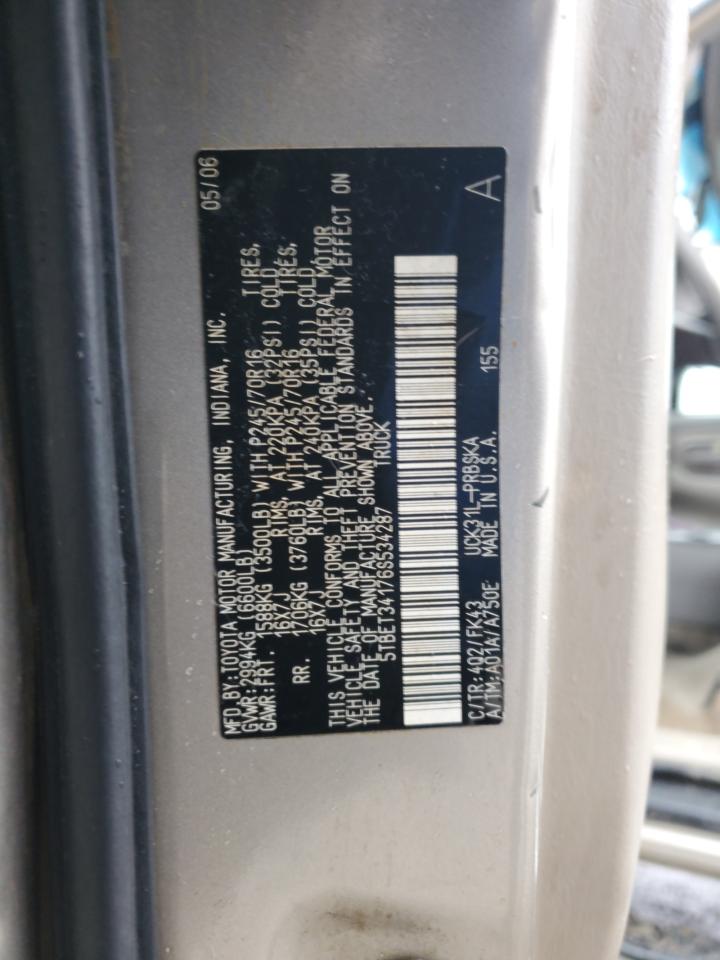 MFD.BY:TOYOTA MOTOR MANUFACTURING, INDIANA, INC. 05/06
GVWR:2994KG (6600LB)
GAWR:FRT. 1588KG (3500LB) WITH P245/70R16 TIRES,
16X7J RIMS, AT 220KPA (32PSI) COLD
RR. 1706KG (3760LB) WITH P245/70R16 TIRES,
16X7J RIMS, AT 240KPA (35PSI) COLD
THIS VEHICLE CONFORMS TO ALL APPLICABLE FEDERAL MOTOR
VEHICLE SAFETY AND THEFT PREVENTION STANDARDS IN EFFECT ON
THE DATE OF MANUFACTURE SHOWN ABOVE.
5TBET34176S534287 TRUCK
C/TR:4Q2/FK43 UCK31L-PRBSKA
A/TM:A01A/A750E MADE IN U.S.A. 155 A